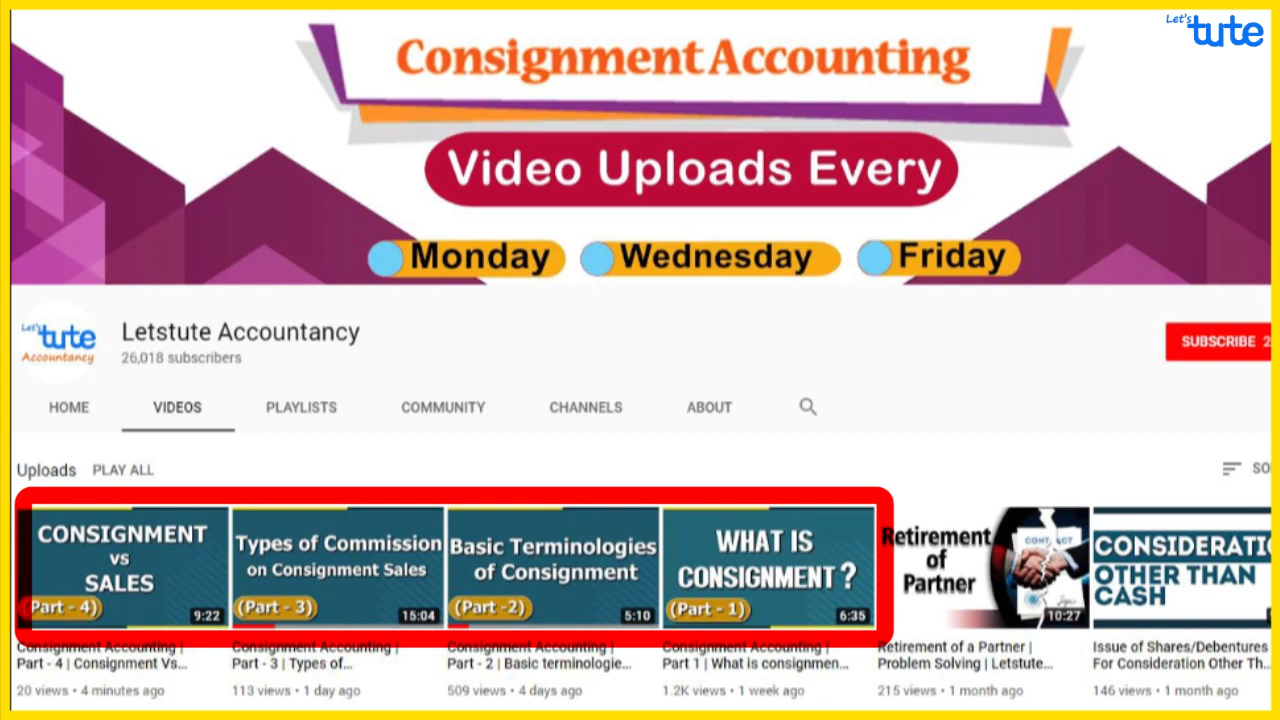 Let's
tute
Consignment Accounting
Video Uploads Every
Monday Wednesday Friday
Let's
tute
Accountancy
Letstute Accountancy
26,018 subscribers
SUBSCRIBE 2
HOME VIDEOS PLAYLISTS COMMUNITY CHANNELS ABOUT
Uploads PLAY ALL
SO
CONSIGNMENT
vs
SALES
(Part - 4)
9:22
Types of Commission
on Consignment Sales
(Part - 3)
15:04
Basic Terminologies
of Consignment
(Part -2)
5:10
WHAT IS
CONSIGNMENT ?
(Part - 1)
6:35
Retirement
of
Partner
CONTRACT
10:27
CONSIDERATI
OTHER THAN
CASH
Consignment Accounting |
Part - 4 | Consignment Vs...
20 views • 4 minutes ago
Consignment Accounting |
Part - 3 | Types of...
113 views • 1 day ago
Consignment Accounting |
Part - 2 | Basic terminologie...
509 views • 4 days ago
Consignment Accounting |
Part 1 | What is consignmen...
1.2K views • 1 week ago
Retirement of a Partner |
Problem Solving | Letstute...
215 views • 1 month ago
Issue of Shares/Debentures
For Consideration Other Th...
146 views • 1 month ago